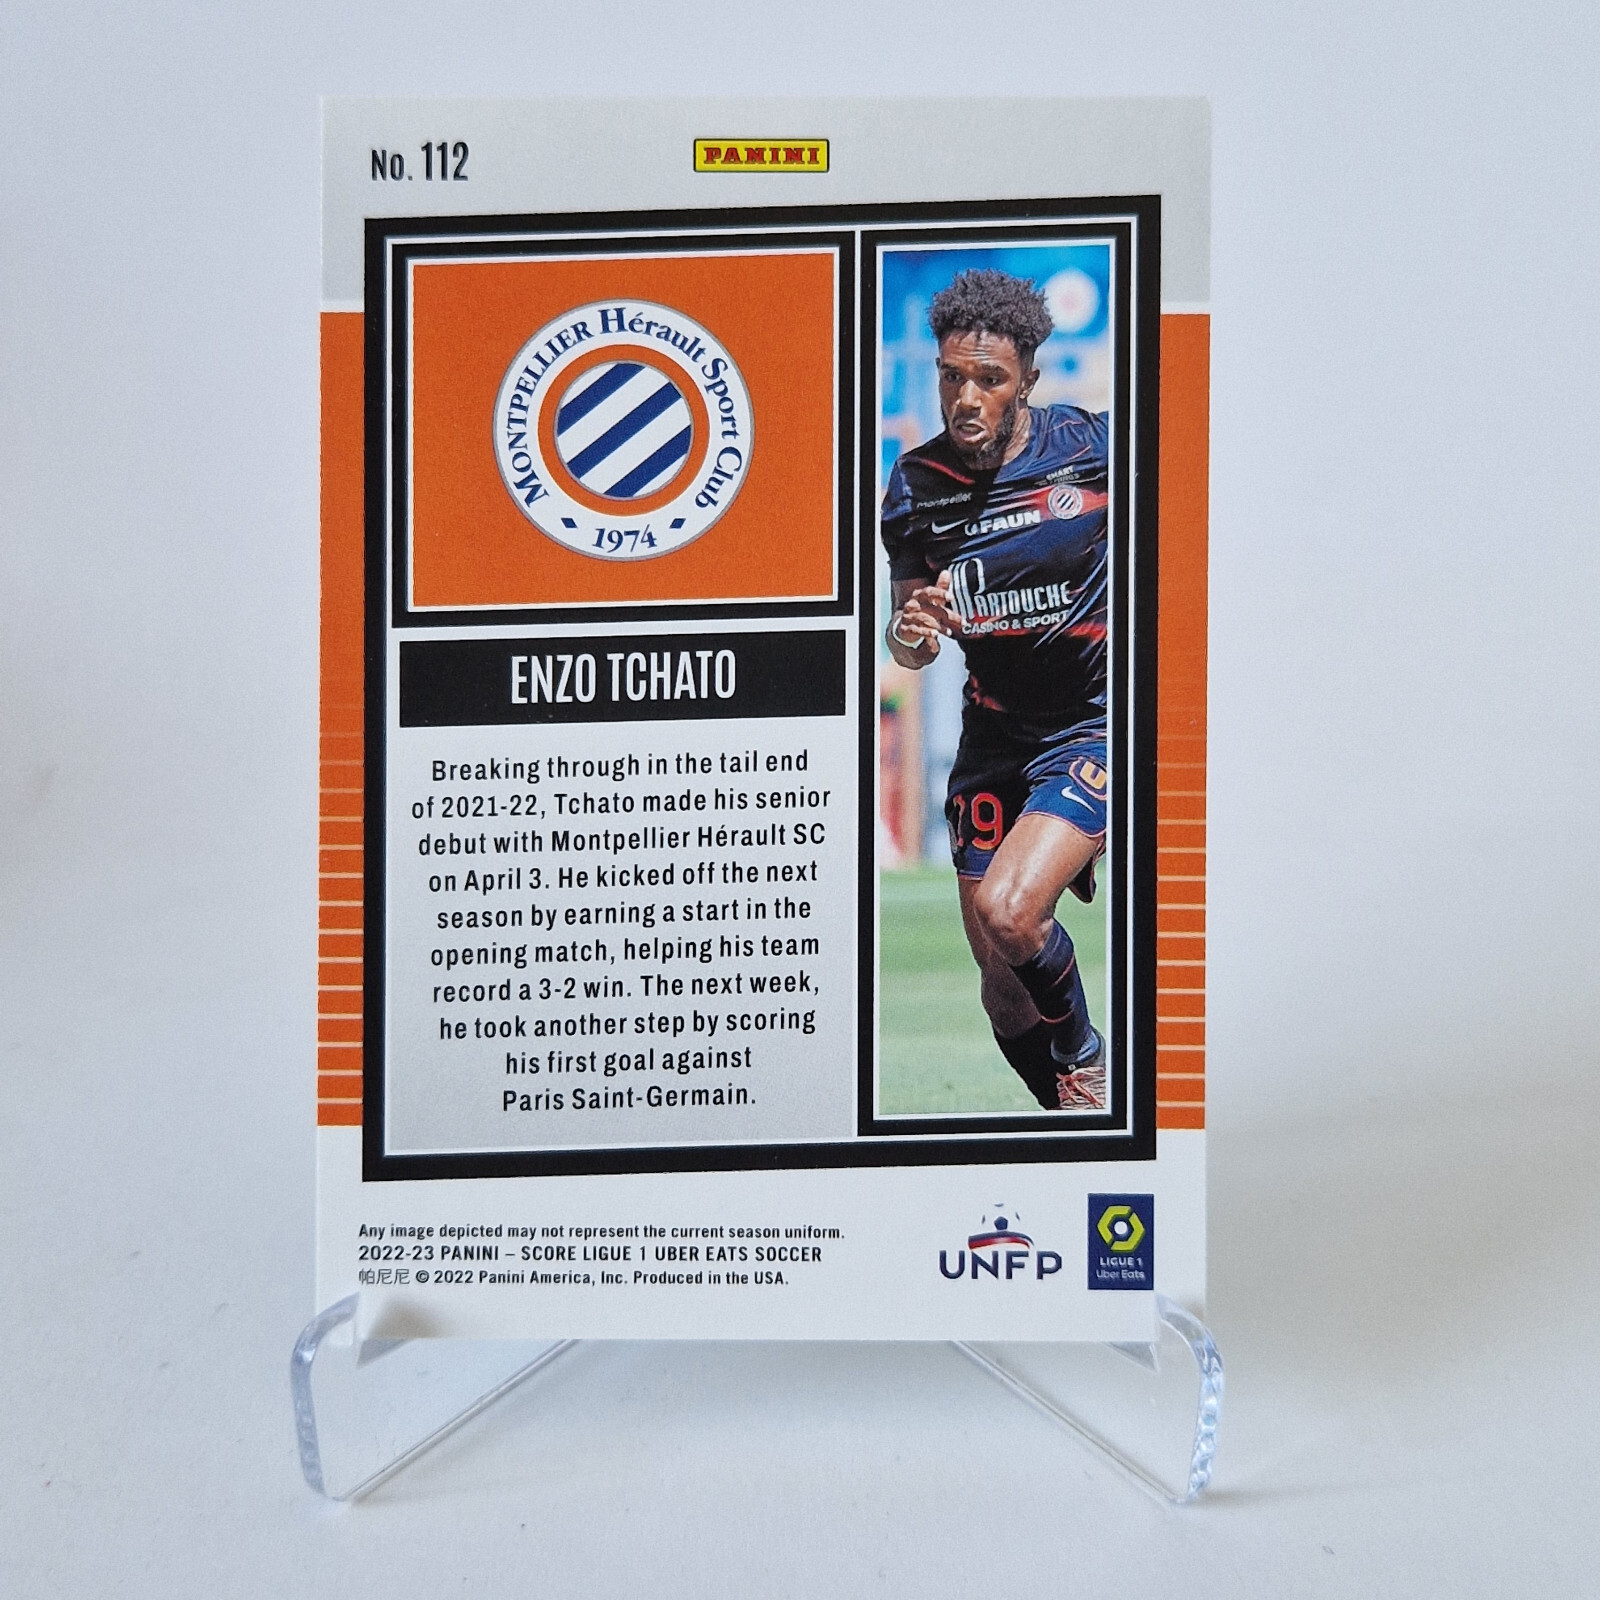 No. 112
PANINI
MONTPELLIER Hérault Sport Club
1974
ENZO TCHATO
Breaking through in the tail end
of 2021-22, Tchato made his senior
debut with Montpellier Hérault SC
on April 3. He kicked off the next
season by earning a start in the
opening match, helping his team
record a 3-2 win. The next week,
he took another step by scoring
his first goal against
Paris Saint-Germain.
montpellier
FAUN
PARTOUCHE
CASINO & SPORT
29
U
Any image depicted may not represent the current season uniform.
2022-23 PANINI – SCORE LIGUE 1 UBER EATS SOCCER
帕尼尼 © 2022 Panini America, Inc. Produced in the USA.
UNFP
LIGUE 1
Uber Eats